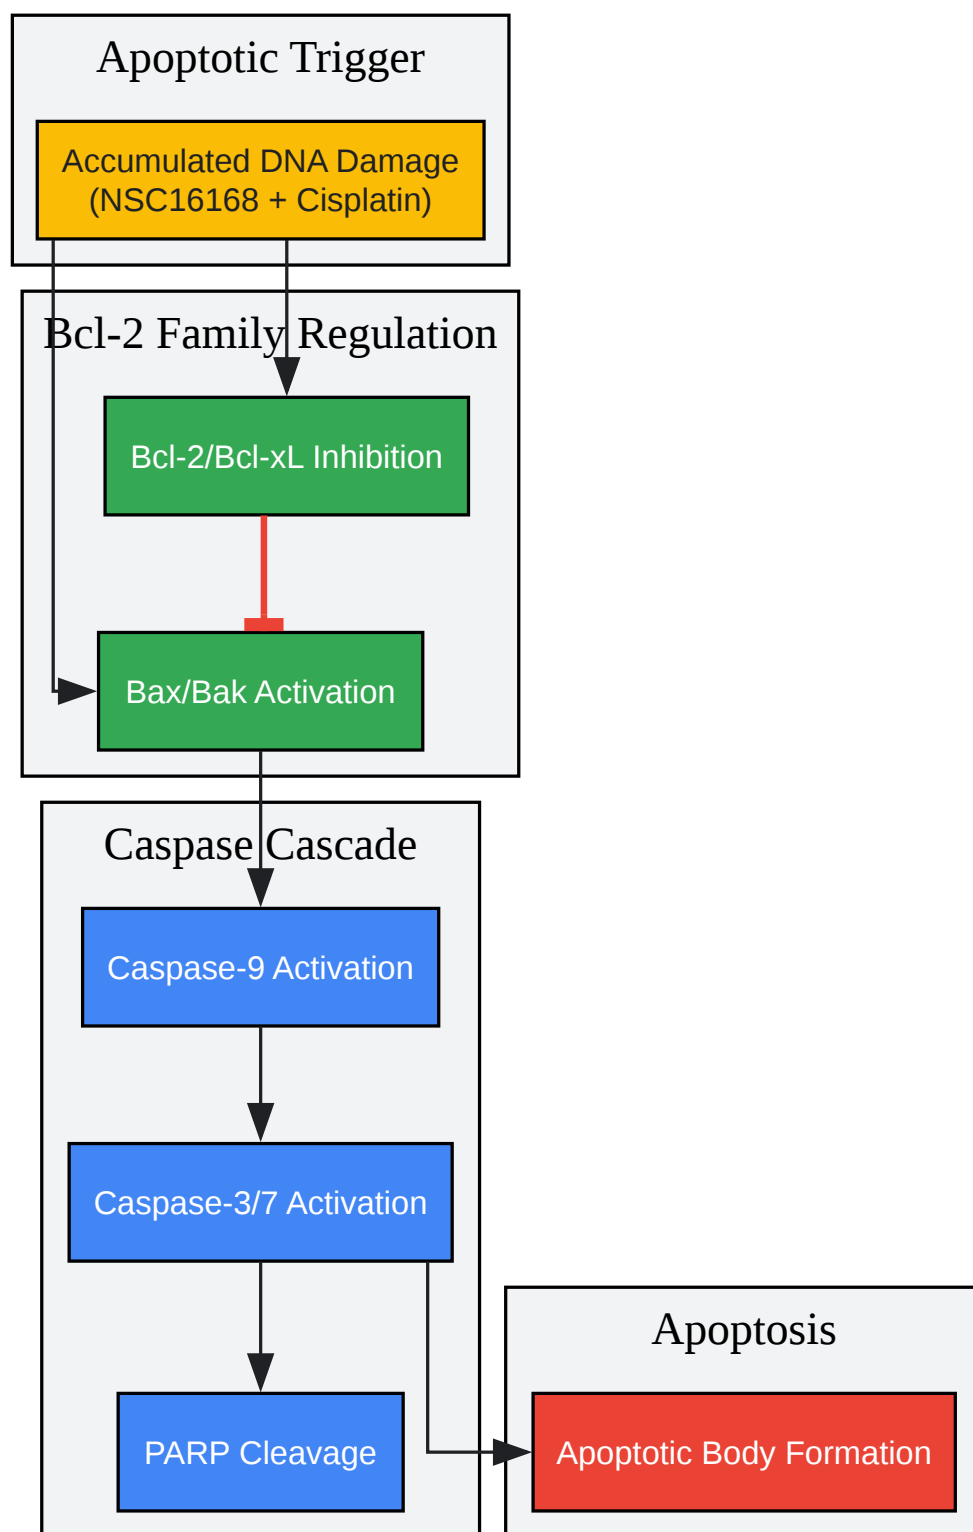 Apoptotic Trigger
Accumulated DNA Damage
(NSC16168 + Cisplatin)
Bcl-2 Family Regulation
Bcl-2/Bcl-xL Inhibition
Bax/Bak Activation
Caspase Cascade
Caspase-9 Activation
Caspase-3/7 Activation
PARP Cleavage
Apoptosis
Apoptotic Body Formation